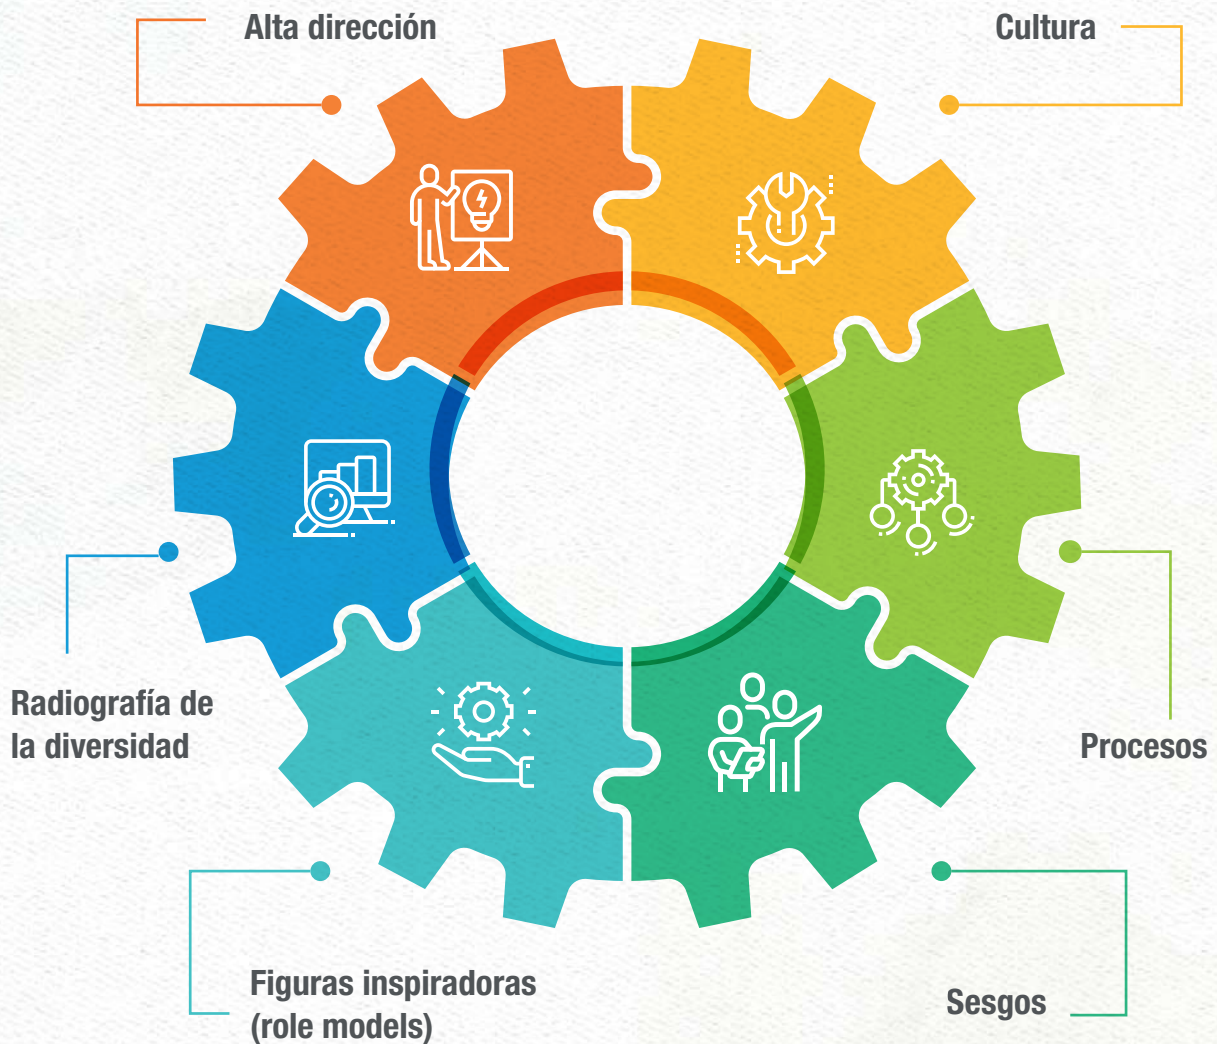 Alta dirección
Cultura
Radiografía de
la diversidad
Procesos
Figuras inspiradoras
(role models)
Sesgos